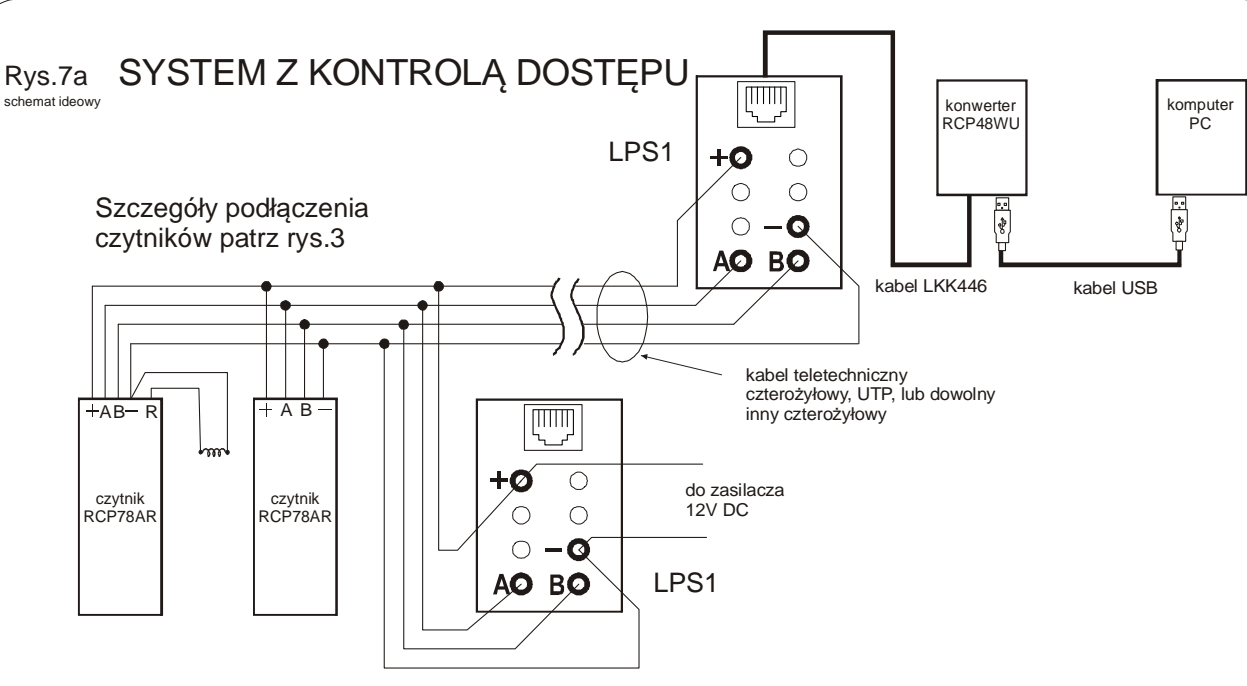 Rys.7a SYSTEM Z KONTROLĄ DOSTĘPU
schemat ideowy
LPS1
+
−
A B
konwerter
RCP48WU
komputer
PC
kabel LKK446
kabel USB
Szczegóły podłączenia
czytników patrz rys.3
kabel teletechniczny
czterożyłowy, UTP, lub dowolny
inny czterożyłowy
+AB− R
czytnik
RCP78AR
+ A B −
czytnik
RCP78AR
+
−
A B
do zasilacza
12V DC
LPS1